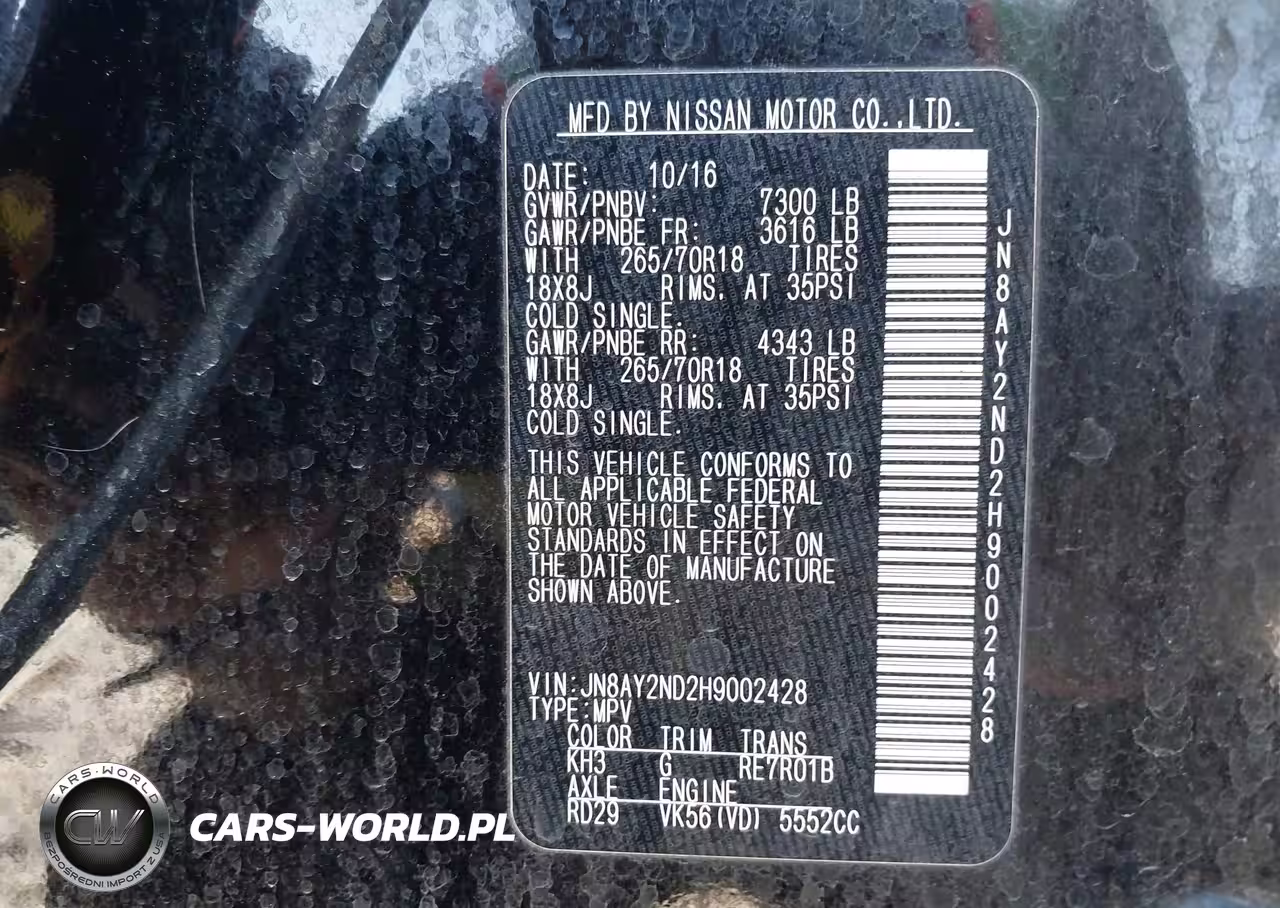 MFD BY NISSAN MOTOR CO.,LTD.
DATE: 10/16
GVWR/PNBV: 7300 LB
GAWR/PNBE FR: 3616 LB
WITH 265/70R18 TIRES
18X8J RIMS. AT 35PSI
COLD SINGLE.
GAWR/PNBE RR: 4343 LB
WITH 265/70R18 TIRES
18X8J RIMS. AT 35PSI
COLD SINGLE.
THIS VEHICLE CONFORMS TO
ALL APPLICABLE FEDERAL
MOTOR VEHICLE SAFETY
STANDARDS IN EFFECT ON
THE DATE OF MANUFACTURE
SHOWN ABOVE.
VIN:JN8AY2ND2H9002428
TYPE:MPV
COLOR TRIM TRANS
KH3 G RE7R01B
AXLE ENGINE
RD29 VK56(VD) 5552CC
JN8AY2ND2H9002428
CARS-WORLD
CW
BEZPOŚREDNI IMPORT Z USA
CARS-WORLD.PL